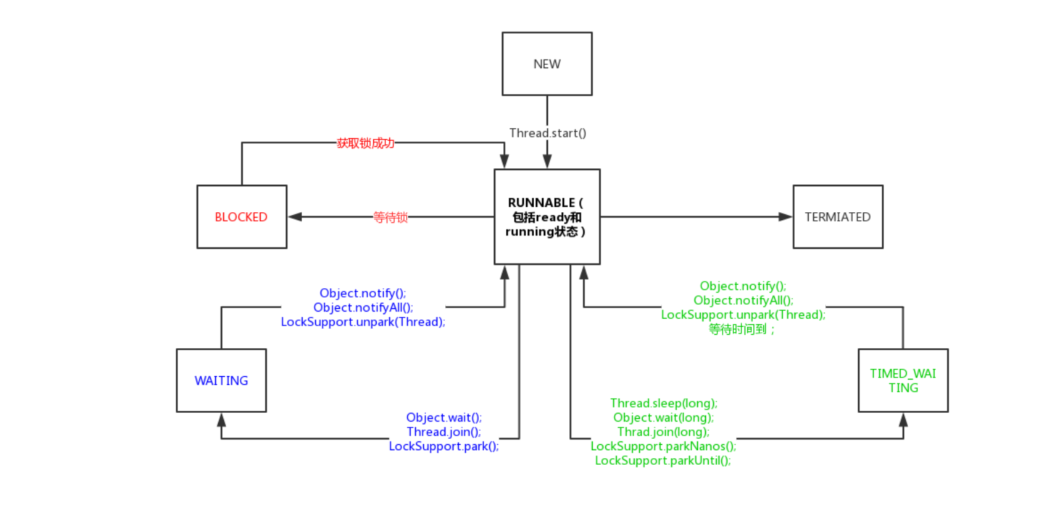 NEW
Thread.start()
获取锁成功
RUNNABLE（
包括ready和
running状态）
BLOCKED
等待锁
TERMIATED
Object.notify();
Object.notifyAll();
LockSupport.unpark(Thread);
Object.notify();
Object.notifyAll();
LockSupport.unpark(Thread);
等待时间到；
WAITING
TIMED_WAI
TING
Object.wait();
Thread.join();
LockSupport.park();
Thread.sleep(long);
Object.wait(long);
Thrad.join(long);
LockSupport.parkNanos();
LockSupport.parkUntil();